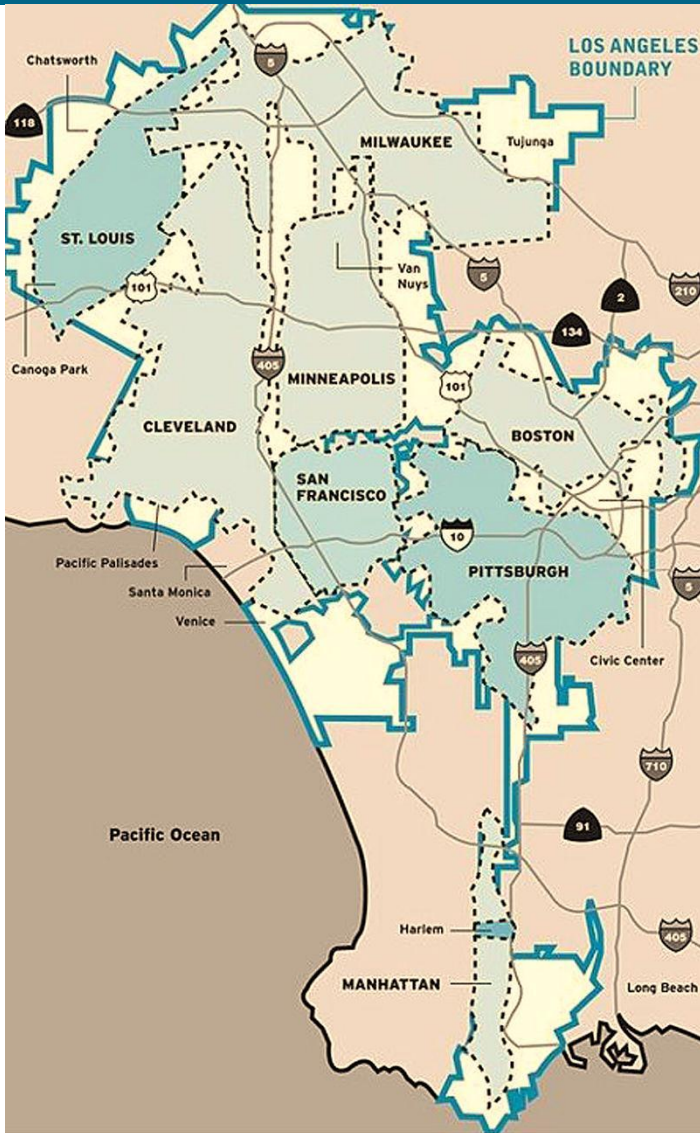 LOS ANGELES
BOUNDARY
Chatsworth
5
118
MILWAUKEE
Tujunga
ST. LOUIS
Van
Nuys
5
101
210
2
134
Canoga Park
405
MINNEAPOLIS
101
CLEVELAND
BOSTON
SAN
FRANCISCO
10
Pacific Palisades
PITTSBURGH
Santa Monica
5
Venice
405
Civic Center
710
Pacific Ocean
91
Harlem
405
MANHATTAN
Long Beach